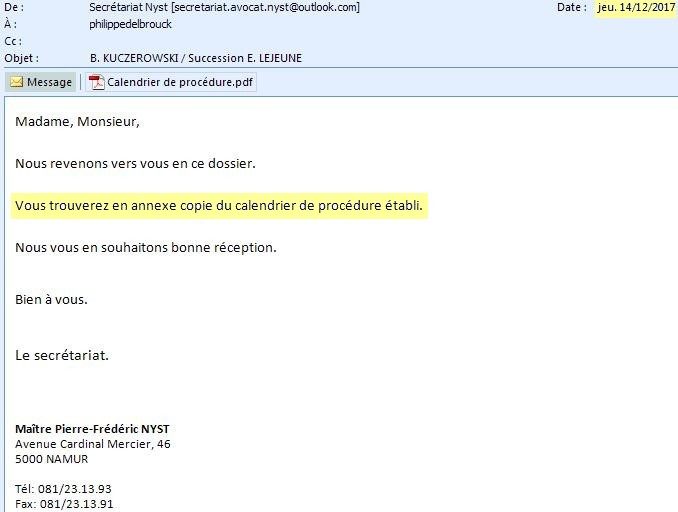 De : Secrétariat Nyst [secretariat.avocat.nyst@outlook.com] Date : jeu. 14/12/2017
À : philippedelbrouck
Cc :
Objet : B. KUCZEROWSKI / Succession E. LEJEUNE
Message Calendrier de procédure.pdf
Madame, Monsieur,
Nous revenons vers vous en ce dossier.
Vous trouverez en annexe copie du calendrier de procédure établi.
Nous vous en souhaitons bonne réception.
Bien à vous.
Le secrétariat.
Maître Pierre-Frédéric NYST
Avenue Cardinal Mercier, 46
5000 NAMUR
Tél: 081/23.13.93
Fax: 081/23.13.91